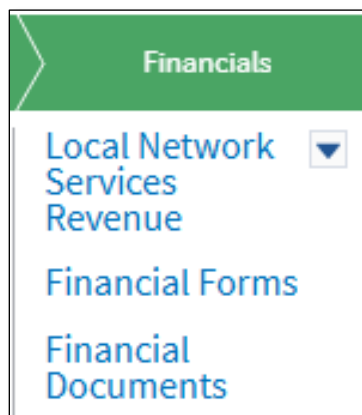 Financials
Local Network
Services
Revenue
Financial Forms
Financial
Documents